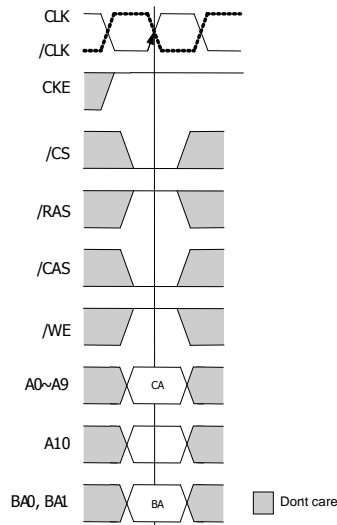 CLK
/CLK
CKE
/CS
/RAS
/CAS
/WE
A0~A9
CA
A10
BA0, BA1
BA
Dont care